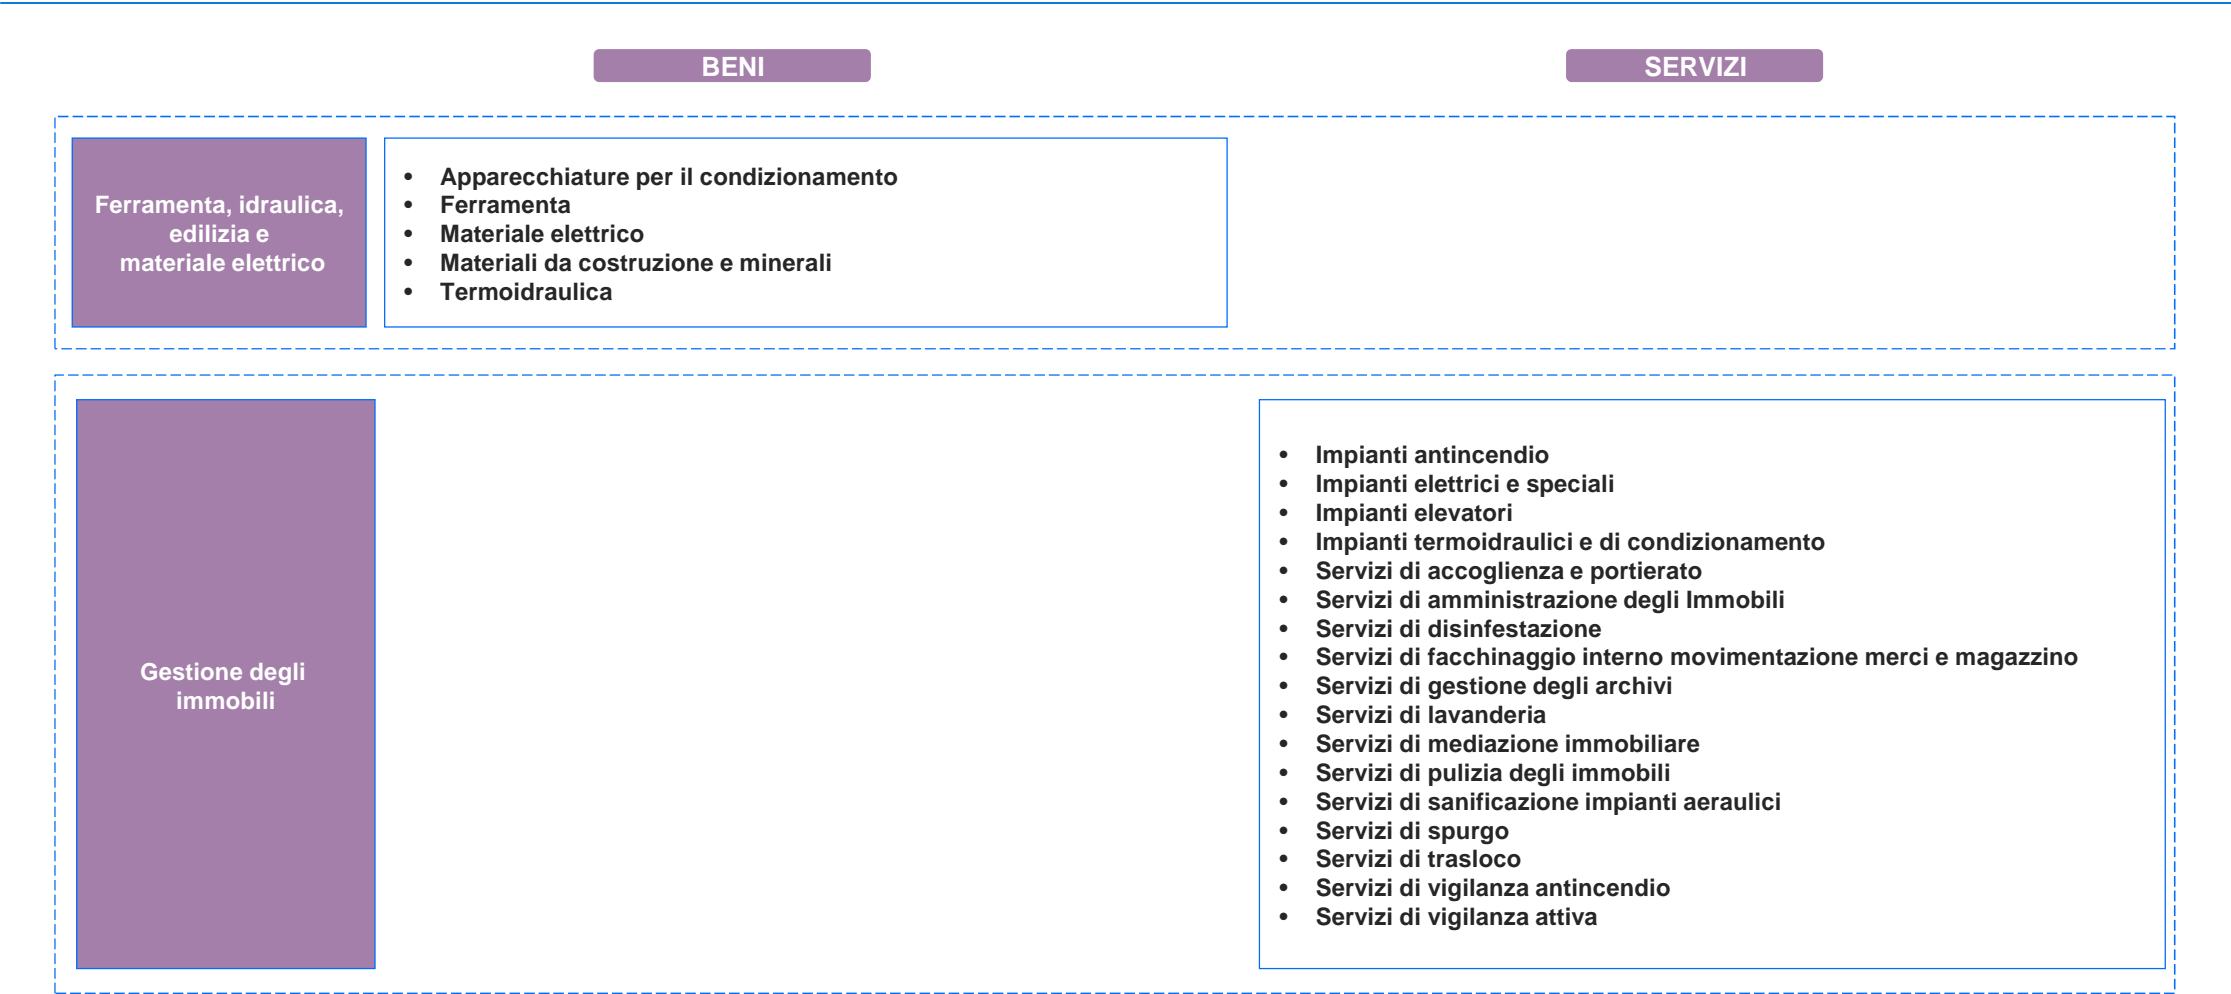 BENI
SERVIZI
Ferramenta, idraulica,
edilizia e
materiale elettrico
• Apparecchiature per il condizionamento
• Ferramenta
• Materiale elettrico
• Materiali da costruzione e minerali
• Termoidraulica
Gestione degli
immobili
• Impianti antincendio
• Impianti elettrici e speciali
• Impianti elevatori
• Impianti termoidraulici e di condizionamento
• Servizi di accoglienza e portierato
• Servizi di amministrazione degli Immobili
• Servizi di disinfestazione
• Servizi di facchinaggio interno movimentazione merci e magazzino
• Servizi di gestione degli archivi
• Servizi di lavanderia
• Servizi di mediazione immobiliare
• Servizi di pulizia degli immobili
• Servizi di sanificazione impianti aeraulici
• Servizi di spurgo
• Servizi di trasloco
• Servizi di vigilanza antincendio
• Servizi di vigilanza attiva